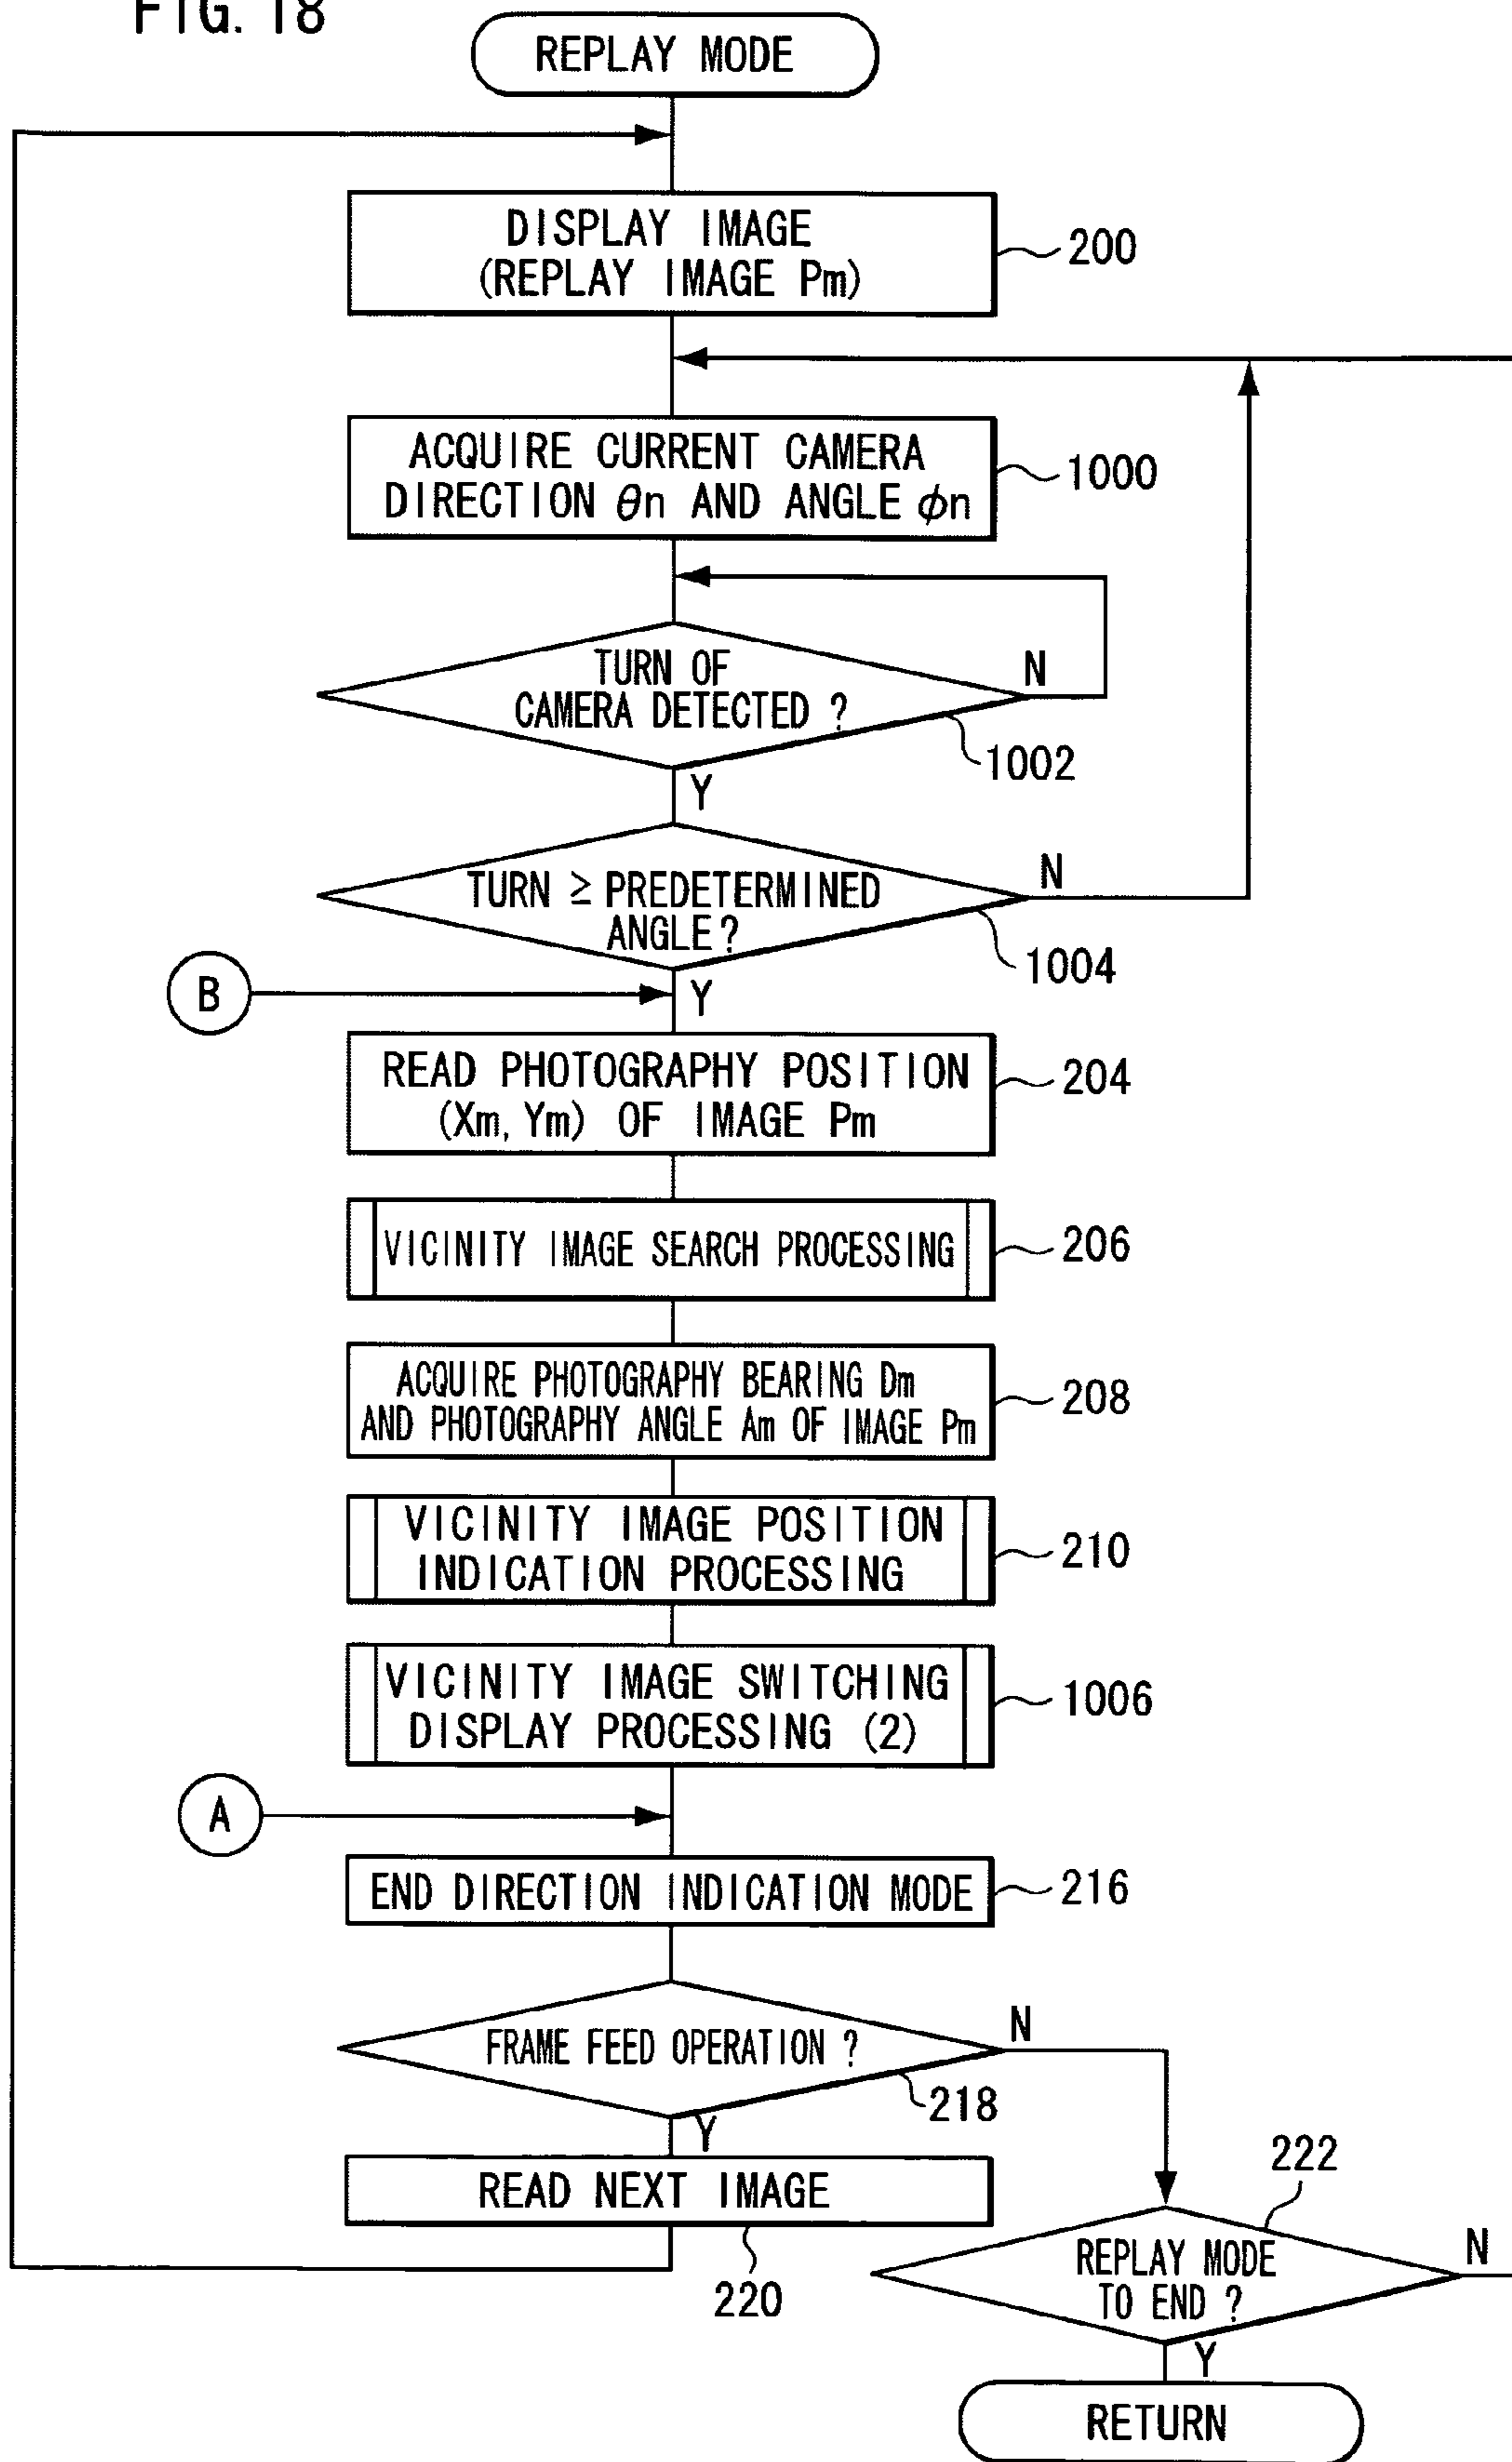 FIG. 18
REPLAY MODE
DISPLAY IMAGE
(REPLAY IMAGE Pm)
200
ACQUIRE CURRENT CAMERA
DIRECTION θn AND ANGLE φn
1000
TURN OF
CAMERA DETECTED ?
N
1002
Y
TURN ≥ PREDETERMINED
ANGLE?
N
1004
B
Y
READ PHOTOGRAPHY POSITION
(Xm, Ym) OF IMAGE Pm
204
VICINITY IMAGE SEARCH PROCESSING
206
ACQUIRE PHOTOGRAPHY BEARING Dm
AND PHOTOGRAPHY ANGLE Am OF IMAGE Pm
208
VICINITY IMAGE POSITION
INDICATION PROCESSING
210
VICINITY IMAGE SWITCHING
DISPLAY PROCESSING (2)
1006
A
END DIRECTION INDICATION MODE
216
FRAME FEED OPERATION ?
N
218
Y
READ NEXT IMAGE
220
222
REPLAY MODE
TO END ?
N
Y
RETURN